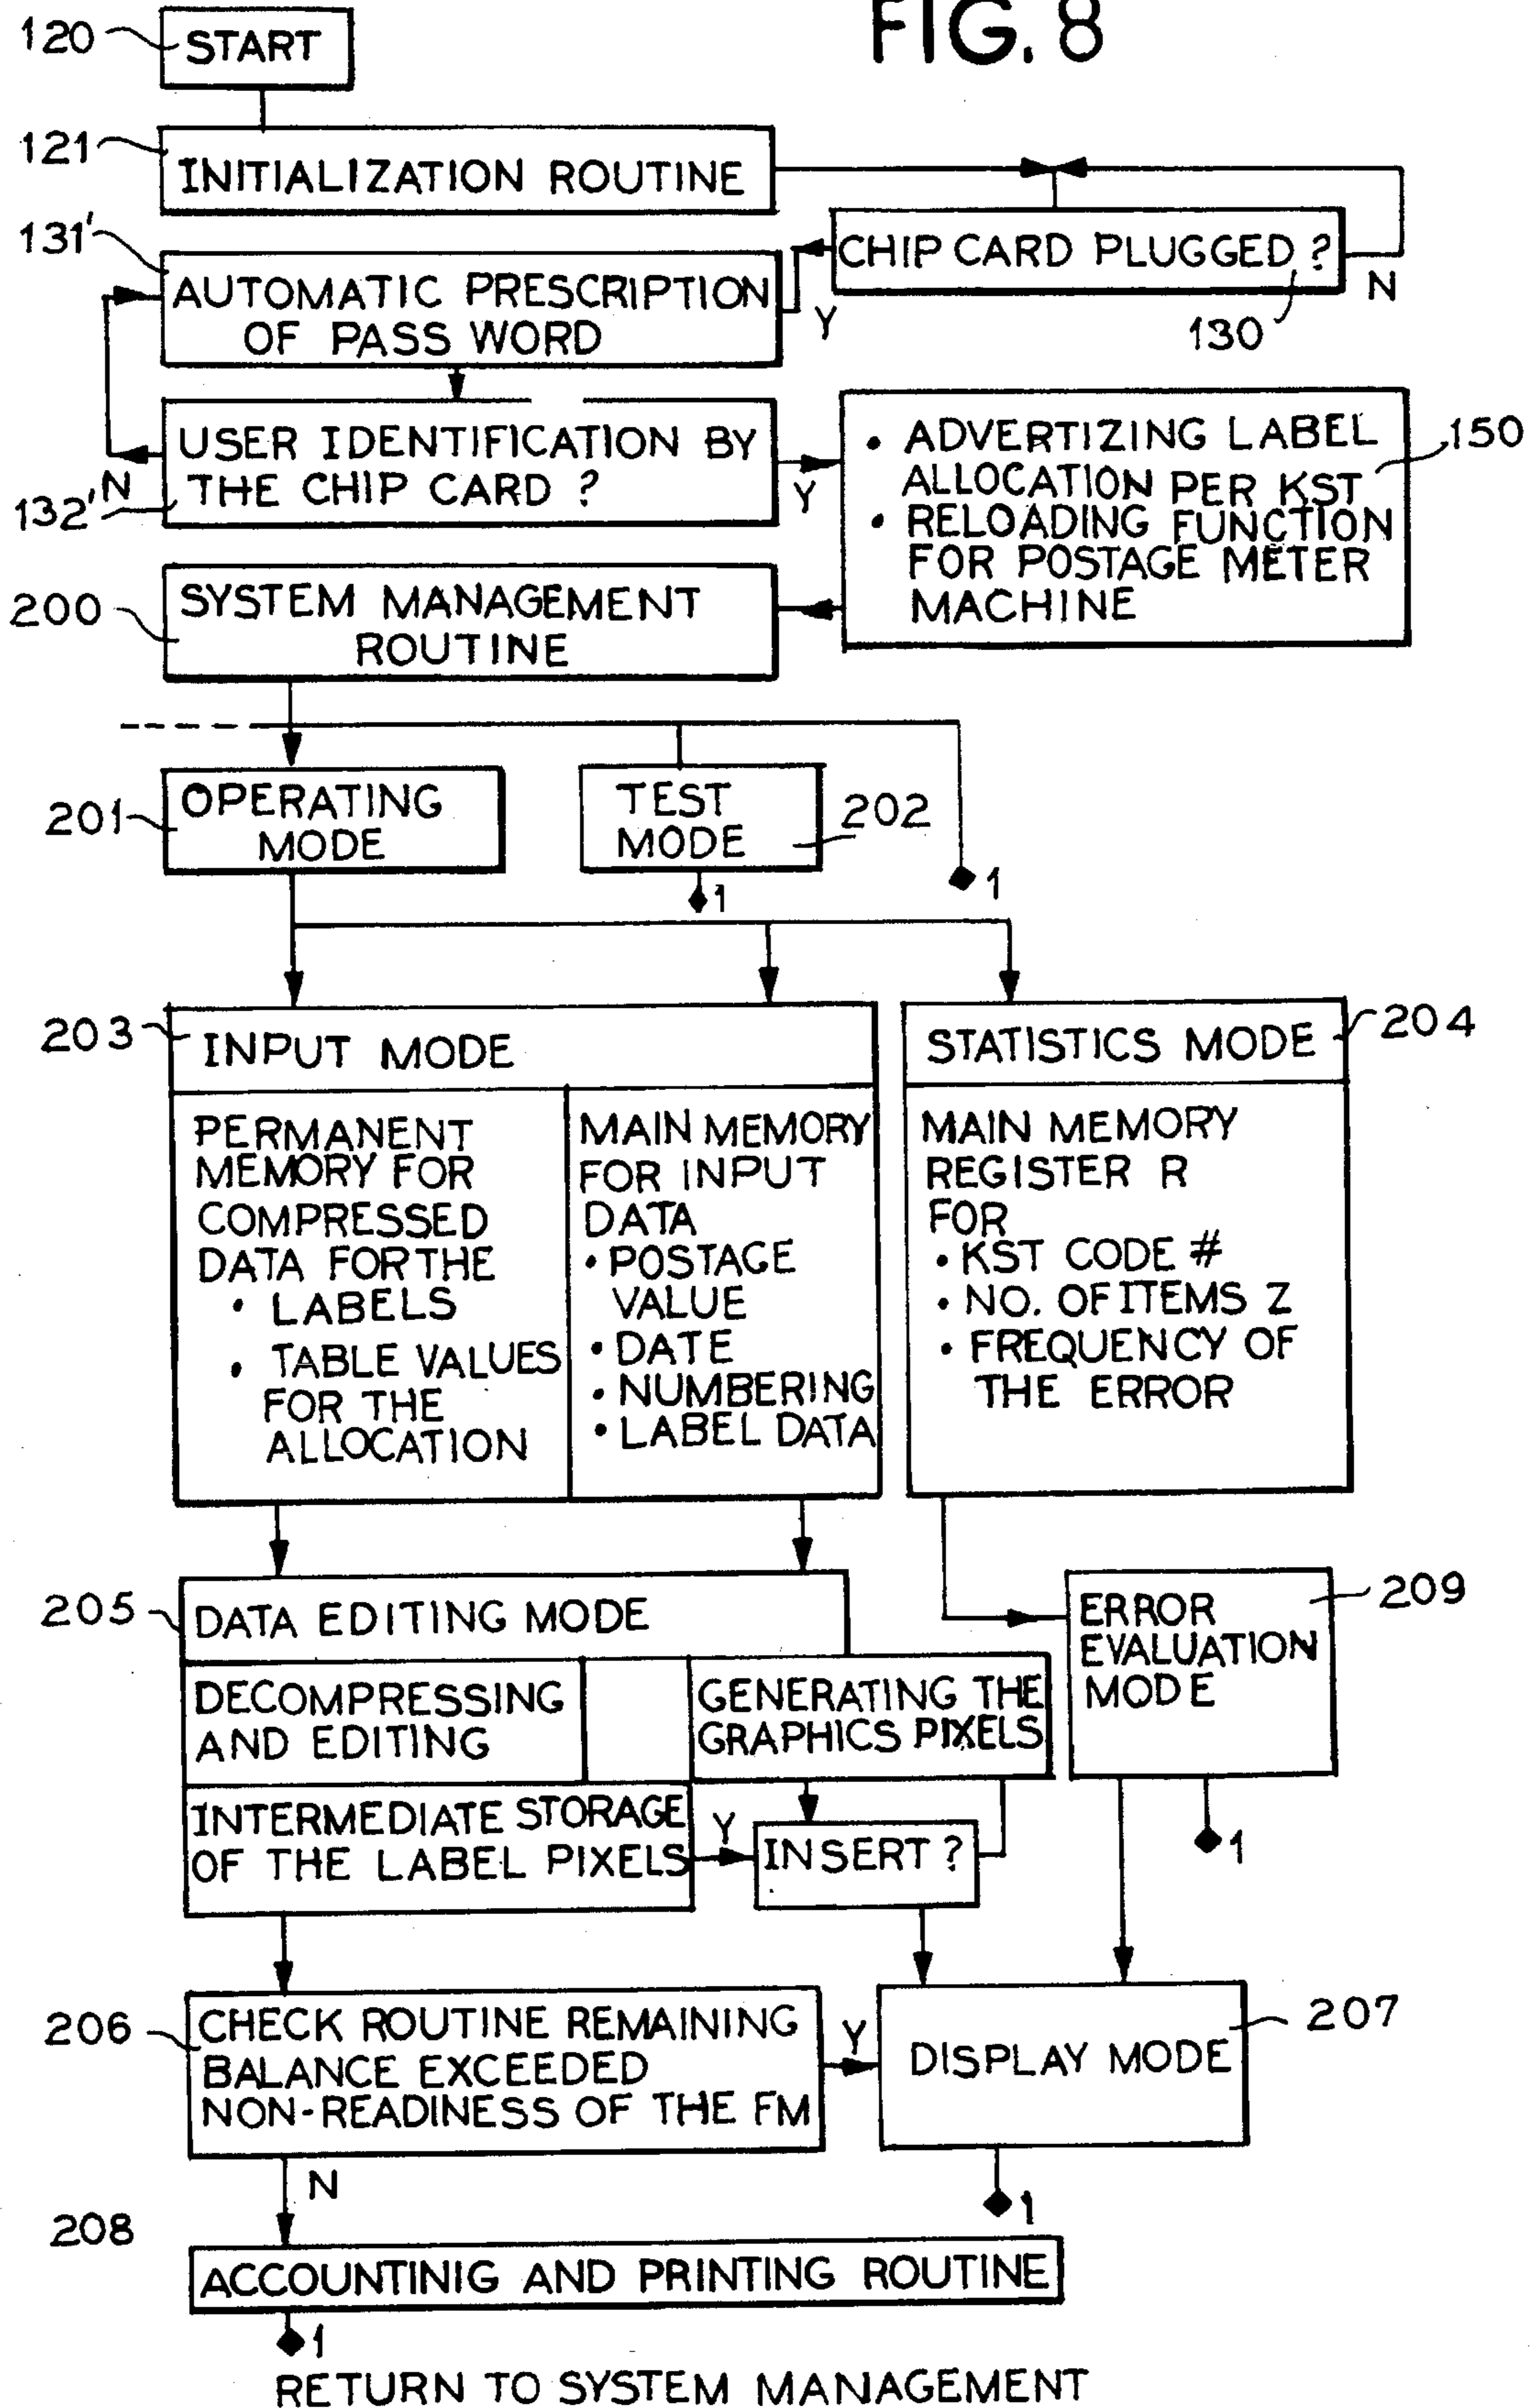 FIG. 8
120
START
121
INITIALIZATION ROUTINE
131'
CHIP CARD PLUGGED ?
N
130
AUTOMATIC PRESCRIPTION
OF PASS WORD
Y
USER IDENTIFICATION BY
THE CHIP CARD ?
N
132'
Y
• ADVERTIZING LABEL
ALLOCATION PER KST
• RELOADING FUNCTION
FOR POSTAGE METER
MACHINE
150
200
SYSTEM MANAGEMENT
ROUTINE
201
OPERATING
MODE
TEST
MODE
202
1
1
203
INPUT MODE
STATISTICS MODE
204
PERMANENT
MEMORY FOR
COMPRESSED
DATA FOR THE
• LABELS
• TABLE VALUES
FOR THE
ALLOCATION
MAIN MEMORY
FOR INPUT
DATA
• POSTAGE
VALUE
• DATE
• NUMBERING
• LABEL DATA
MAIN MEMORY
REGISTER R
FOR
• KST CODE #
• NO. OF ITEMS Z
• FREQUENCY OF
THE ERROR
205
DATA EDITING MODE
ERROR
EVALUATION
MODE
209
DECOMPRESSING
AND EDITING
GENERATING THE
GRAPHICS PIXELS
INTERMEDIATE STORAGE
OF THE LABEL PIXELS
Y
INSERT ?
1
206
CHECK ROUTINE REMAINING
BALANCE EXCEEDED
NON-READINESS OF THE FM
Y
DISPLAY MODE
207
N
1
208
ACCOUNTINIG AND PRINTING ROUTINE
1
RETURN TO SYSTEM MANAGEMENT